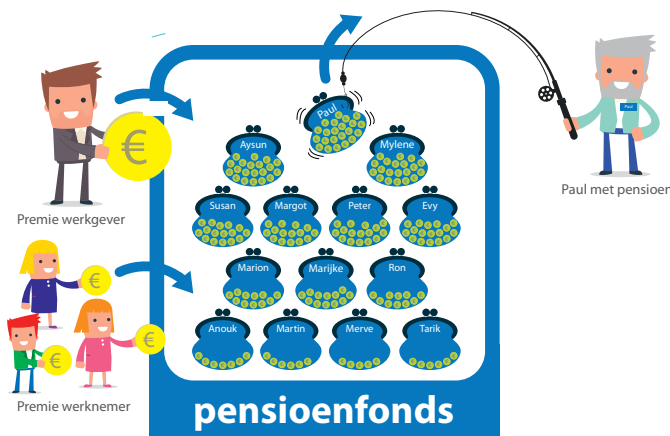 Paul
Aysun
Mylene
Paul
Premie werkgever
Paul met pensioen
Susan
Margot
Peter
Evy
Marion
Marijke
Ron
Anouk
Martin
Merve
Tarik
€
€
€
€
Premie werknemer
pensioenfonds